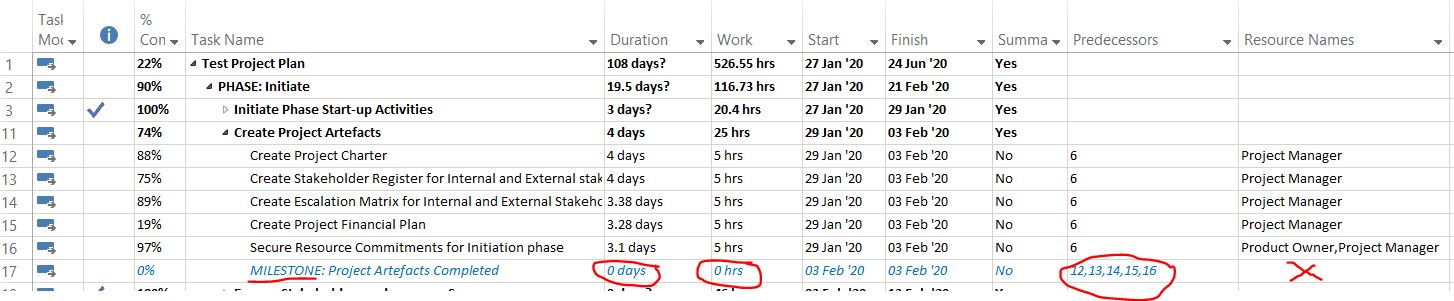 Task Mode % Con Task Name Duration Work Start Finish Summa Predecessors Resource Names
1 22% Test Project Plan 108 days? 526.55 hrs 27 Jan '20 24 Jun '20 Yes
2 90% PHASE: Initiate 19.5 days? 116.73 hrs 27 Jan '20 21 Feb '20 Yes
3 100% Initiate Phase Start-up Activities 3 days? 20.4 hrs 27 Jan '20 29 Jan '20 Yes
11 74% Create Project Artefacts 4 days 25 hrs 29 Jan '20 03 Feb '20 Yes
12 88% Create Project Charter 4 days 5 hrs 29 Jan '20 03 Feb '20 No 6 Project Manager
13 75% Create Stakeholder Register for Internal and External stak 4 days 5 hrs 29 Jan '20 03 Feb '20 No 6 Project Manager
14 89% Create Escalation Matrix for Internal and External Stakeho 3.38 days 5 hrs 29 Jan '20 03 Feb '20 No 6 Project Manager
15 19% Create Project Financial Plan 3.28 days 5 hrs 29 Jan '20 03 Feb '20 No 6 Project Manager
16 97% Secure Resource Commitments for Initiation phase 3.1 days 5 hrs 29 Jan '20 03 Feb '20 No 6 Product Owner,Project Manager
17 0% MILESTONE: Project Artefacts Completed 0 days 0 hrs 03 Feb '20 03 Feb '20 No 12,13,14,15,16